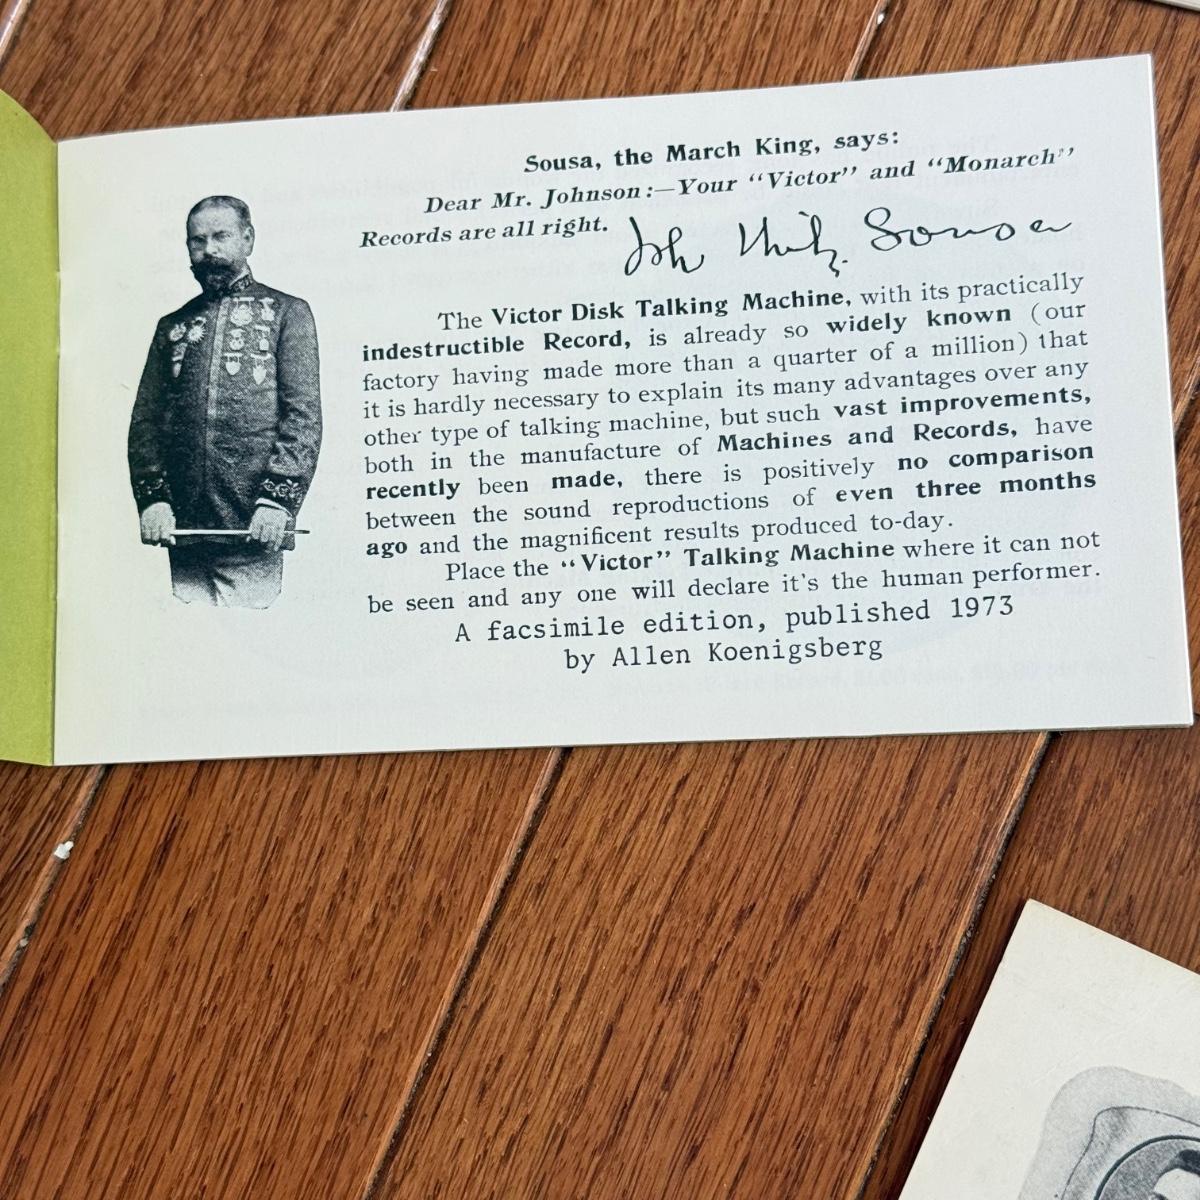 Sousa, the March King, says:
Dear Mr. Johnson:—Your "Victor" and "Monarch"
Records are all right. John Philip Sousa
The Victor Disk Talking Machine, with its practically
indestructible Record, is already so widely known (our
factory having made more than a quarter of a million) that
it is hardly necessary to explain its many advantages over any
other type of talking machine, but such vast improvements,
both in the manufacture of Machines and Records, have
recently been made, there is positively no comparison
between the sound reproductions of even three months
ago and the magnificent results produced to-day.
Place the "Victor" Talking Machine where it can not
be seen and any one will declare it's the human performer.
A facsimile edition, published 1973
by Allen Koenigsberg